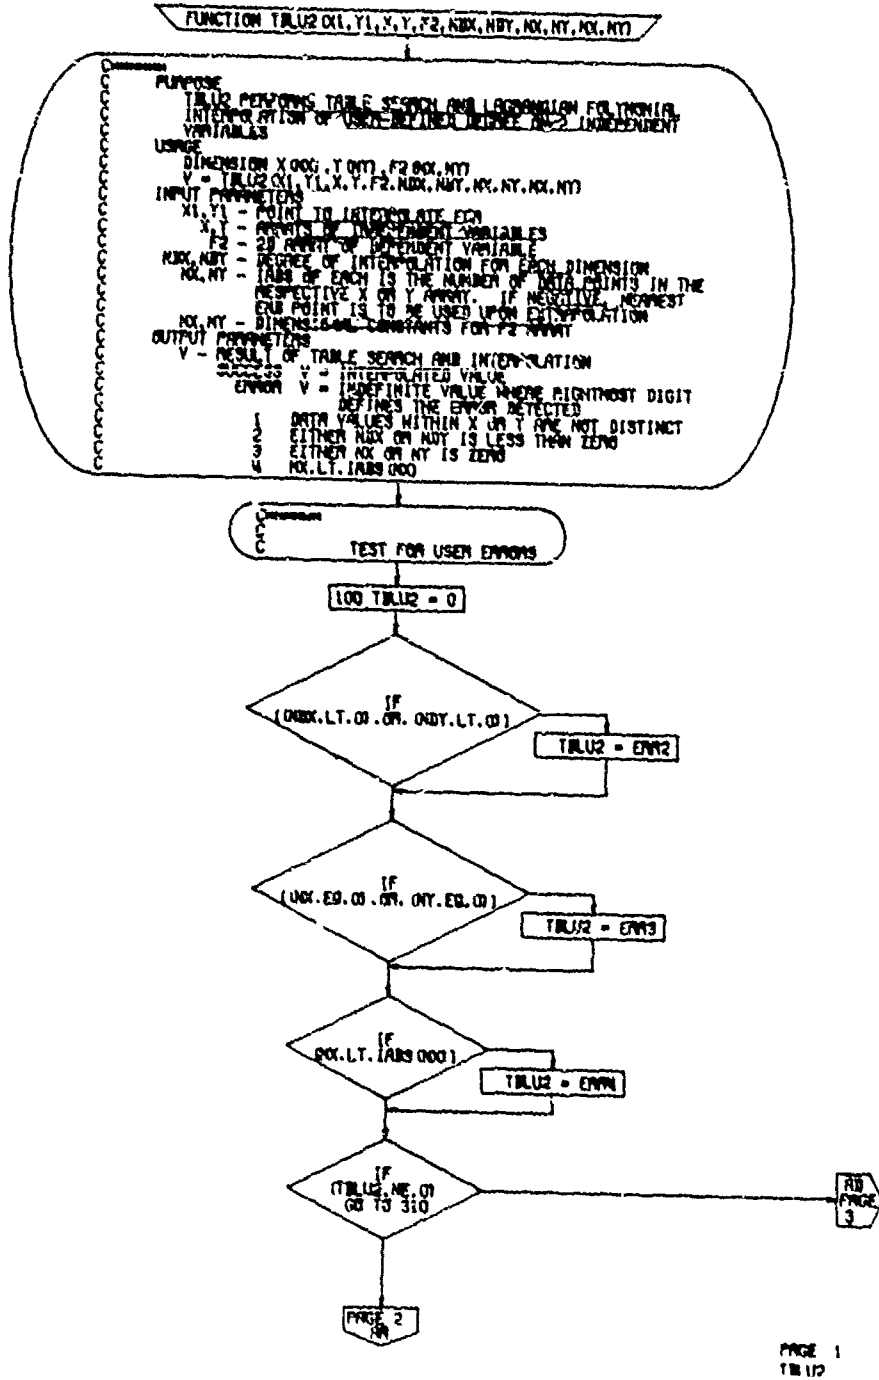 FUNCTION TBLU2(X1,Y1,X,Y,F2,NDX,NDY,NX,NY,MX,MY)
C*******
C PURPOSE
C TBLU2 PERFORMS TABLE SEARCH AND LAGRANGIAN POLYNOMIAL
C INTERPOLATION OF USER-DEFINED DEGREE ON 2 INDEPENDENT
C VARIABLES
C USAGE
C DIMENSION X(NX),Y(NY),F2(MX,MY)
C V = TBLU2(X1,Y1,X,Y,F2,NDX,NDY,NX,NY,MX,MY)
C INPUT PARAMETERS
C X1,Y1 - POINT TO INTERPOLATE FOR
C X,Y - ARRAYS OF INDEPENDENT VARIABLES
C F2 - 2D ARRAY OF DEPENDENT VARIABLE
C NDX,NDY - DEGREE OF INTERPOLATION FOR EACH DIMENSION
C NX,NY - IABS OF EACH IS THE NUMBER OF DATA POINTS IN THE
C RESPECTIVE X OR Y ARRAY. IF NEGATIVE, NEAREST
C END POINT IS TO BE USED UPON EXTRAPOLATION
C MX,MY - DIMENSIONAL CONSTANTS FOR F2 ARRAY
C OUTPUT PARAMETERS
C V - RESULT OF TABLE SEARCH AND INTERPOLATION
C SUCCESS V = INTERPOLATED VALUE
C ERROR V = INDEFINITE VALUE WHERE RIGHTMOST DIGIT
C DEFINES THE ERROR DETECTED
C 1 DATA VALUES WITHIN X OR Y ARE NOT DISTINCT
C 2 EITHER NDX OR NDY IS LESS THAN ZERO
C 3 EITHER NX OR NY IS ZERO
C 4 MX.LT.IABS(NX)
C*******
C
C TEST FOR USER ERRORS
100 TBLU2 = 0
IF
((NDX.LT.0).OR.(NDY.LT.0))
TBLU2 = ERR2
IF
((NX.EQ.0).OR.(NY.EQ.0))
TBLU2 = ERR3
IF
(MX.LT.IABS(NX))
TBLU2 = ERR4
IF
(TBLU2.NE.0)
GO TO 310
AD
PAGE
3
PAGE 2
AA
PAGE 1
TBLU2